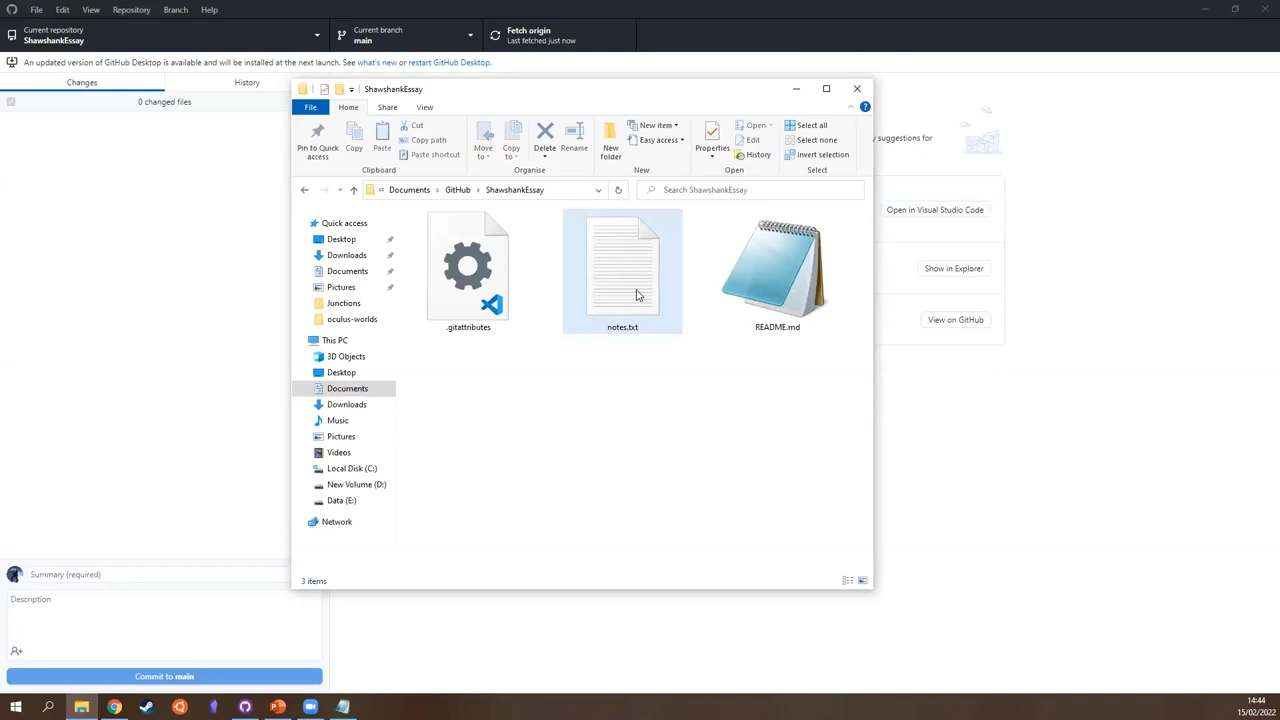 File Edit View Repository Branch Help
Current repository
ShawshankEssay
Current branch
main
Fetch origin
Last fetched just now
An updated version of GitHub Desktop is available and will be installed at the next launch. See what's new or restart GitHub Desktop.
Changes
History
0 changed files
ShawshankEssay
File
Home
Share
View
Pin to Quick access
Copy
Paste
Cut
Copy path
Paste shortcut
Clipboard
Move to
Copy to
Delete
Rename
Organise
New folder
New item
Easy access
New
Properties
Open
Edit
History
Open
Select all
Select none
Invert selection
Select
« Documents › GitHub › ShawshankEssay
Search ShawshankEssay
Quick access
Desktop
Downloads
Documents
Pictures
Junctions
oculus-worlds
This PC
3D Objects
Desktop
Documents
Downloads
Music
Pictures
Videos
Local Disk (C:)
New Volume (D:)
Data (E:)
Network
.gitattributes
notes.txt
README.md
3 items
y suggestions for
Open in Visual Studio Code
Show in Explorer
View on GitHub
Summary (required)
Description
Commit to main
14:44
15/02/2022